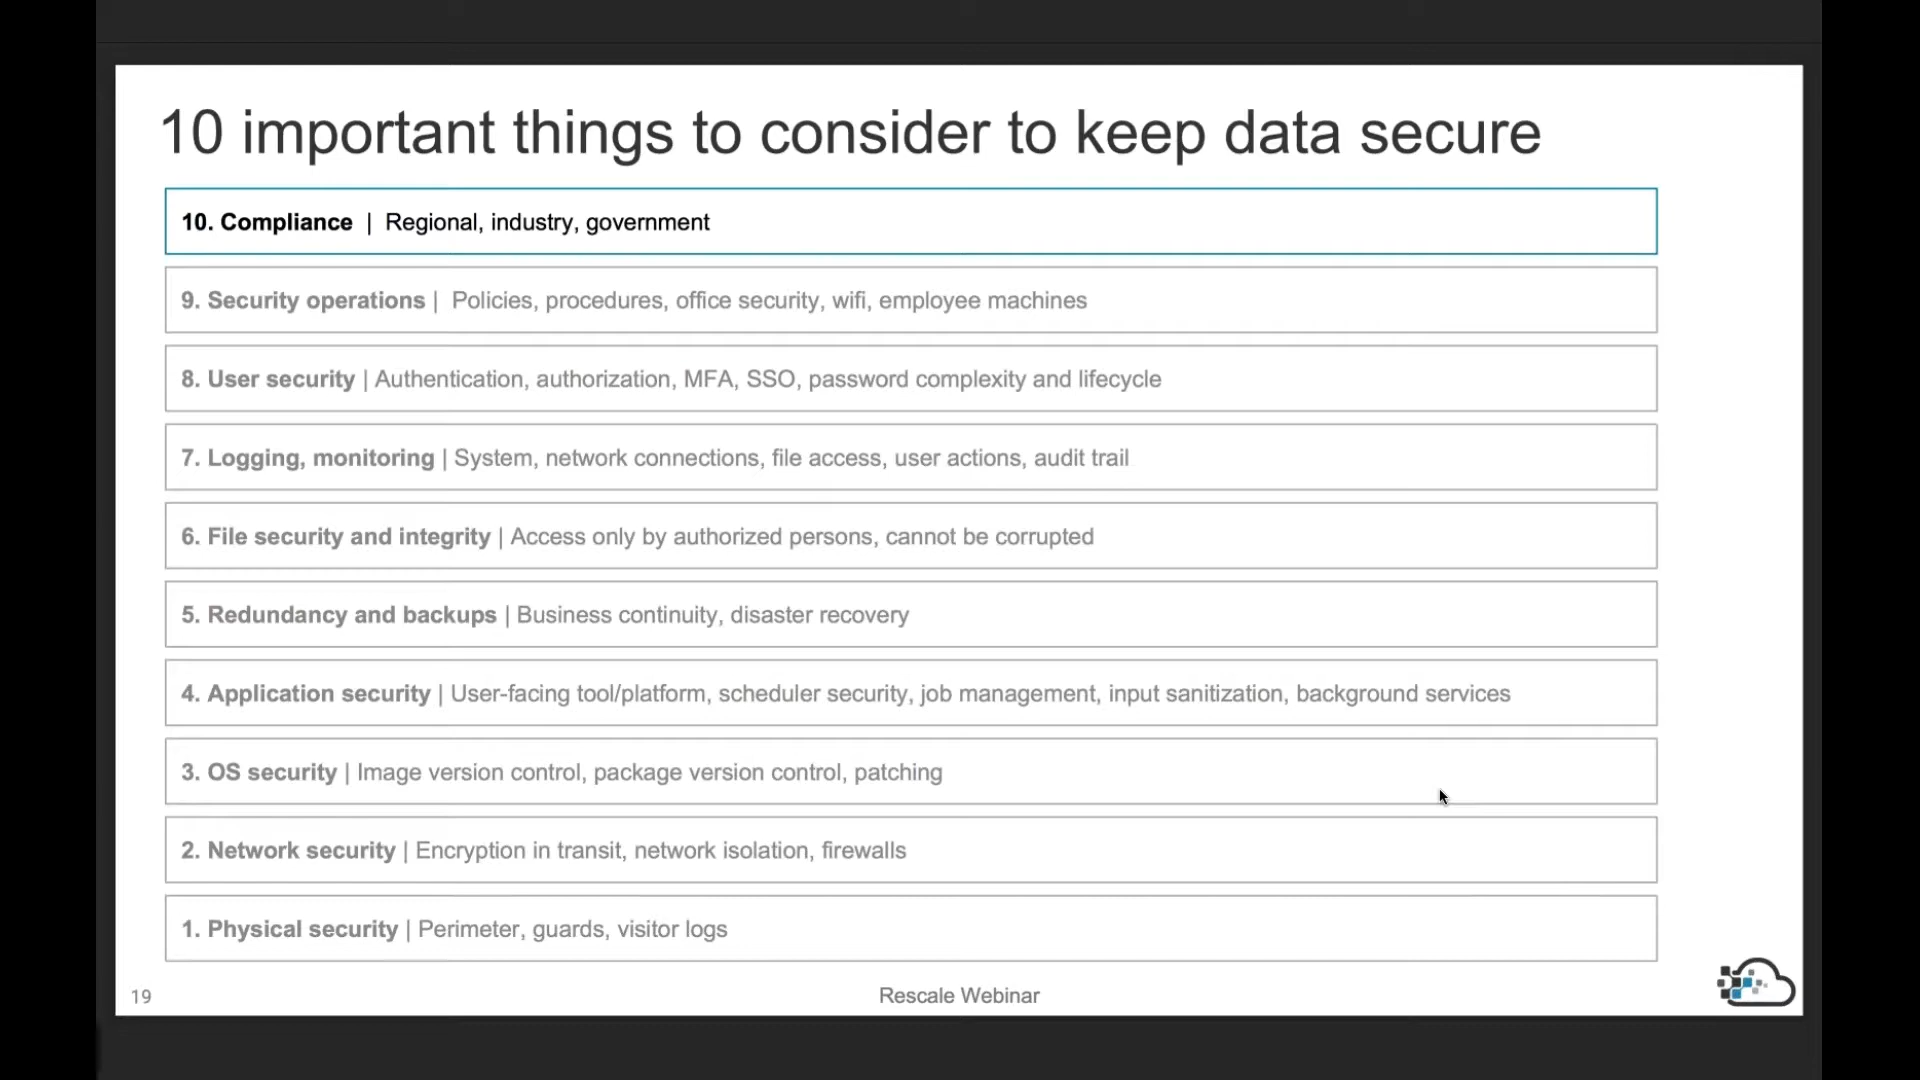 10 important things to consider to keep data secure
10. Compliance | Regional, industry, government
9. Security operations | Policies, procedures, office security, wifi, employee machines
8. User security | Authentication, authorization, MFA, SSO, password complexity and lifecycle
7. Logging, monitoring | System, network connections, file access, user actions, audit trail
6. File security and integrity | Access only by authorized persons, cannot be corrupted
5. Redundancy and backups | Business continuity, disaster recovery
4. Application security | User-facing tool/platform, scheduler security, job management, input sanitization, background services
3. OS security | Image version control, package version control, patching
2. Network security | Encryption in transit, network isolation, firewalls
1. Physical security | Perimeter, guards, visitor logs
19
Rescale Webinar